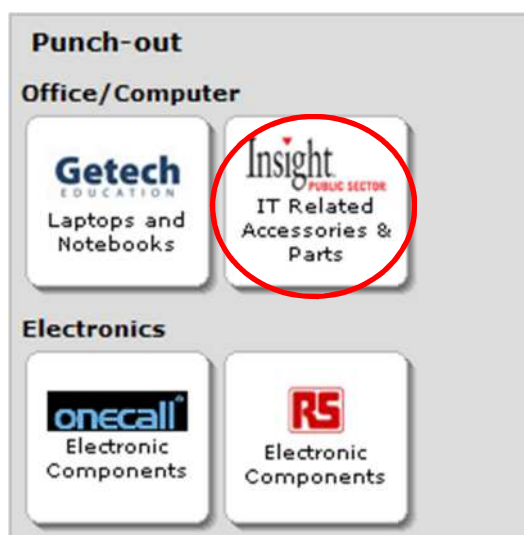 Punch-out
Office/Computer
Getech
EDUCATION
Laptops and
Notebooks
Insight
PUBLIC SECTOR
IT Related
Accessories &
Parts
Electronics
onecall
Electronic
Components
RS
Electronic
Components